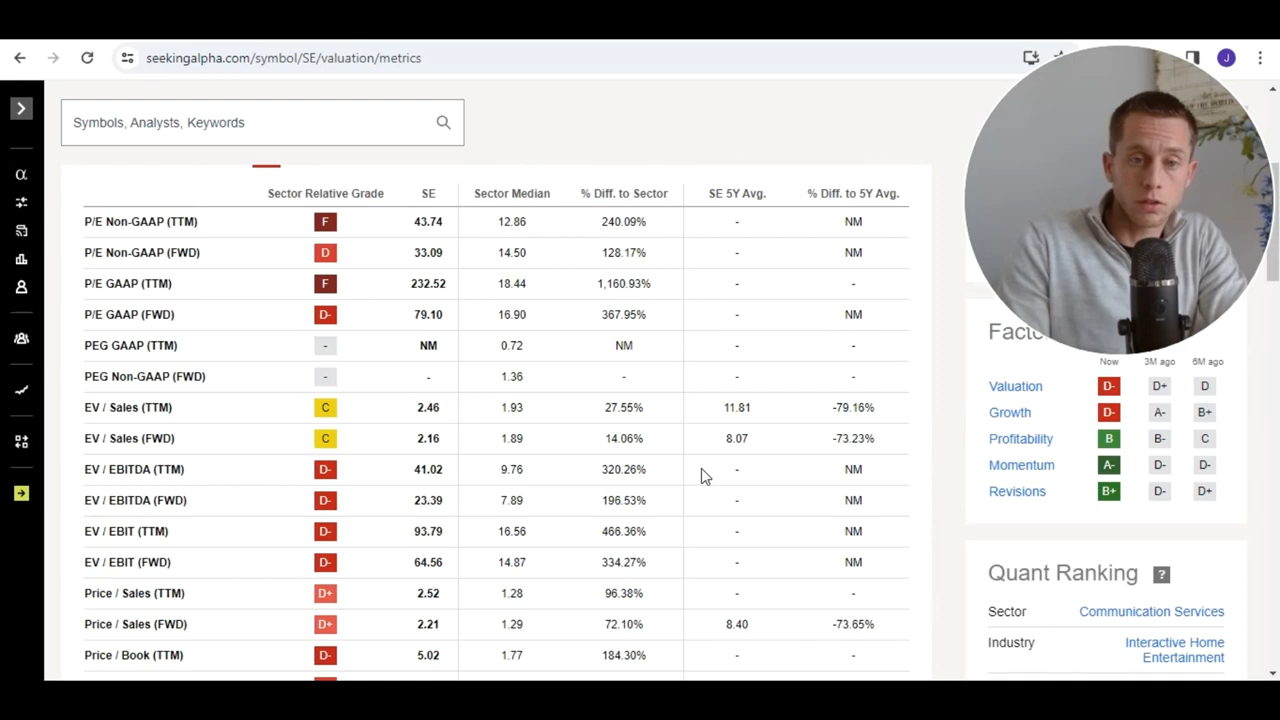 seekingalpha.com/symbol/SE/valuation/metrics
J
Symbols, Analysts, Keywords
Sector Relative Grade SE Sector Median % Diff. to Sector SE 5Y Avg. % Diff. to 5Y Avg.
P/E Non-GAAP (TTM) F 43.74 12.86 240.09% - NM
P/E Non-GAAP (FWD) D 33.09 14.50 128.17% - NM
P/E GAAP (TTM) F 232.52 18.44 1,160.93% - -
P/E GAAP (FWD) D- 79.10 16.90 367.95% - NM
PEG GAAP (TTM) - NM 0.72 NM - -
PEG Non-GAAP (FWD) - - 1.36 - - -
EV / Sales (TTM) C 2.46 1.93 27.55% 11.81 -79.16%
EV / Sales (FWD) C 2.16 1.89 14.06% 8.07 -73.23%
EV / EBITDA (TTM) D- 41.02 9.76 320.26% - NM
EV / EBITDA (FWD) D- 23.39 7.89 196.53% - NM
EV / EBIT (TTM) D- 93.79 16.56 466.36% - NM
EV / EBIT (FWD) D- 64.56 14.87 334.27% - NM
Price / Sales (TTM) D+ 2.52 1.28 96.38% - -
Price / Sales (FWD) D+ 2.21 1.29 72.10% 8.40 -73.65%
Price / Book (TTM) D- 5.02 1.77 184.30% - -
Now 3M ago 6M ago
Valuation D- D+ D
Growth D- A- B+
Profitability B B- C
Momentum A- D- D-
Revisions B+ D- D+
Quant Ranking ?
Sector Communication Services
Industry Interactive Home
Entertainment